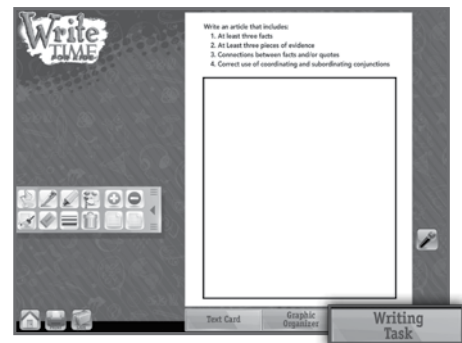 Write
TIME
FOR KIDS
Write an article that includes:
1. At least three facts
2. At Least three pieces of evidence
3. Connections between facts and/or quotes
4. Correct use of coordinating and subordinating conjunctions
Text Card
Graphic
Organizer
Writing
Task